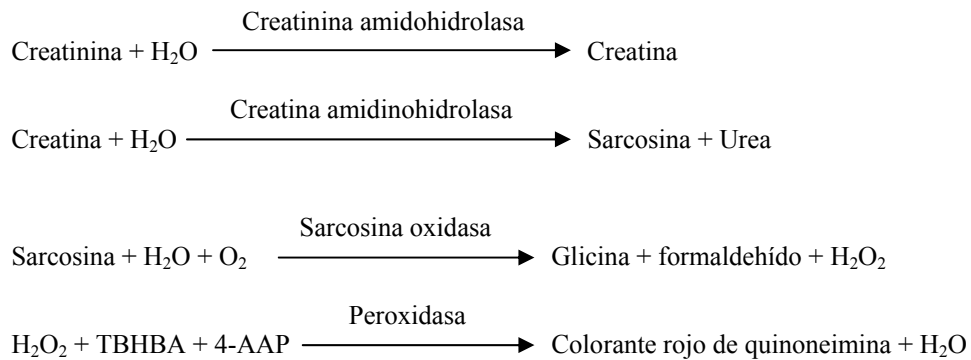 Creatinina amidohidrolasa
Creatinina + H₂O → Creatina
Creatina amidinohidrolasa
Creatina + H₂O → Sarcosina + Urea
Sarcosina oxidasa
Sarcosina + H₂O + O₂ → Glicina + formaldehído + H₂O₂
Peroxidasa
H₂O₂ + TBHBA + 4-AAP → Colorante rojo de quinoneimina + H₂O